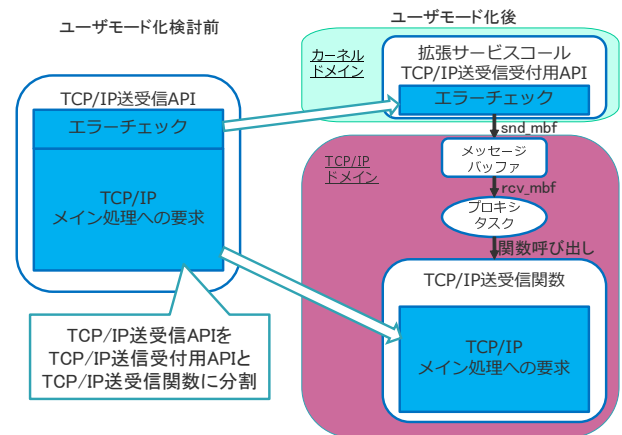 ユーザモード化検討前
TCP/IP送受信API
エラーチェック
TCP/IP
メイン処理への要求
TCP/IP送受信APIを
TCP/IP送信受付用APIと
TCP/IP送受信関数に分割
ユーザモード化後
カーネル
ドメイン
拡張サービスコール
TCP/IP送受信受付用API
エラーチェック
snd_mbf
TCP/IP
ドメイン
メッセージ
バッファ
rcv_mbf
プロキシ
タスク
関数呼び出し
TCP/IP送受信関数
TCP/IP
メイン処理への要求